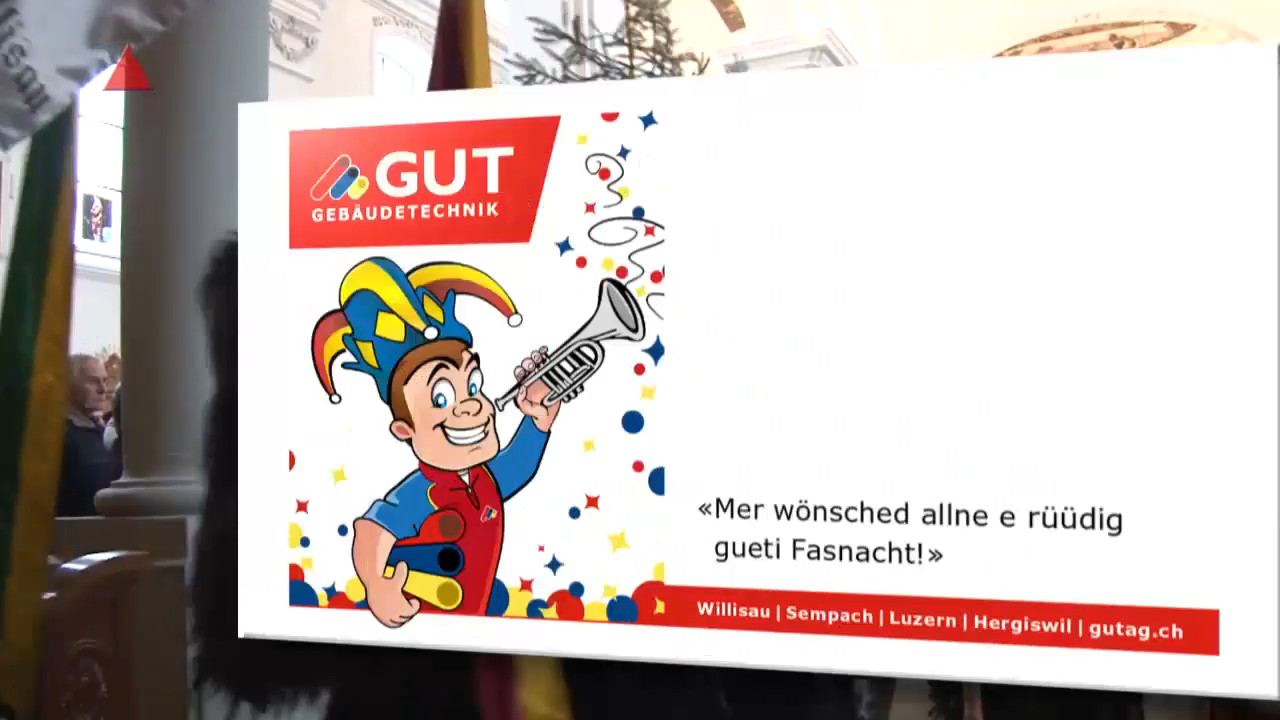 GUT
GEBÄUDETECHNIK
«Mer wönsched allne e rüüdig
gueti Fasnacht!»
Willisau | Sempach | Luzern | Hergiswil | gutag.ch